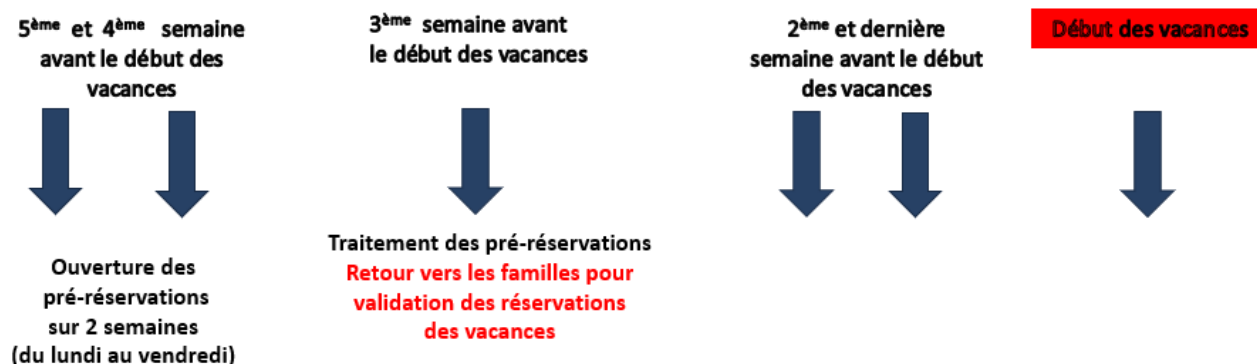 5ème et 4ème semaine
avant le début des
vacances
3ème semaine avant
le début des vacances
2ème et dernière
semaine avant le début
des vacances
Début des vacances
Ouverture des
pré-réservations
sur 2 semaines
(du lundi au vendredi)
Traitement des pré-réservations
Retour vers les familles pour
validation des réservations
des vacances